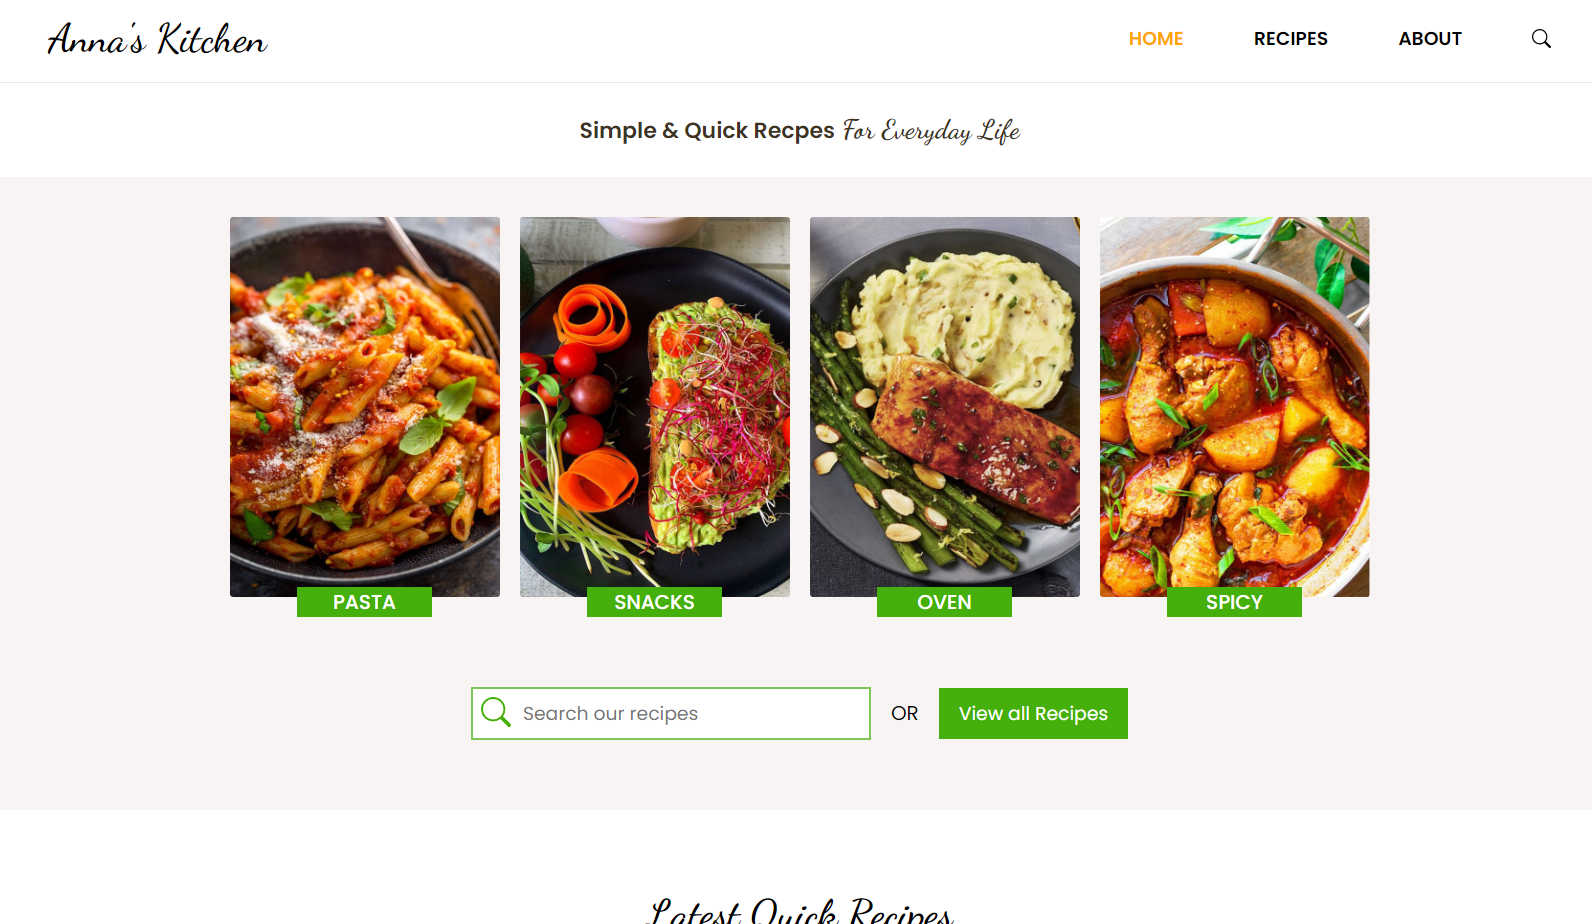 Anna's Kitchen
HOME RECIPES ABOUT
Simple & Quick Recpes For Everyday Life
PASTA SNACKS OVEN SPICY
Search our recipes OR View all Recipes
Latest Quick Recipes